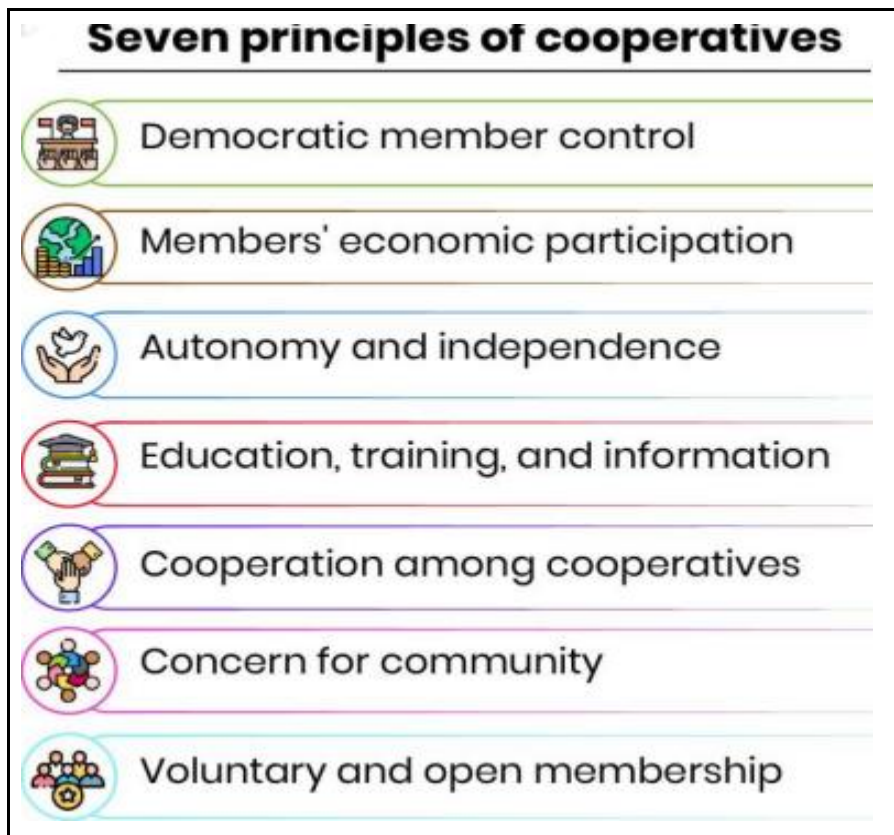 Seven principles of cooperatives
Democratic member control
Members' economic participation
Autonomy and independence
Education, training, and information
Cooperation among cooperatives
Concern for community
Voluntary and open membership